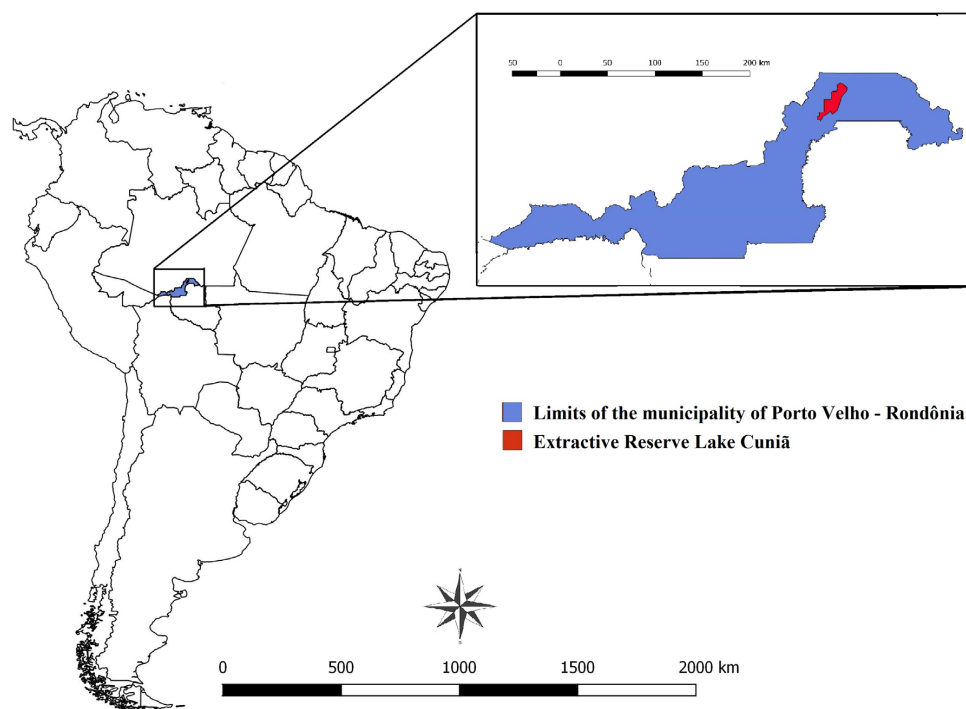 50 0 50 100 150 200 km
Limits of the municipality of Porto Velho - Rondônia
Extractive Reserve Lake Cuniã
0 500 1000 1500 2000 km